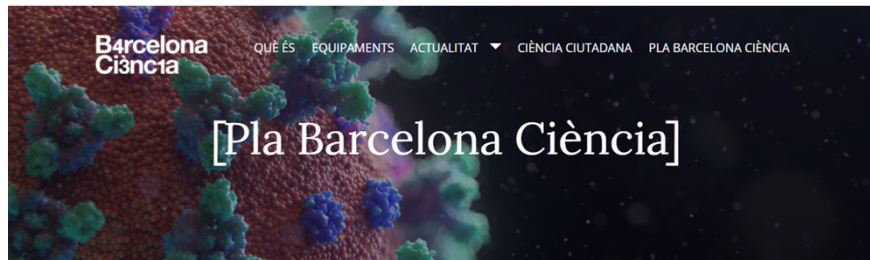 B4rcelona
Ci3nc1a
QUÈ ÉS EQUIPAMENTS ACTUALITAT CIÈNCIA CIUTADANA PLA BARCELONA CIÈNCIA
[Pla Barcelona Ciència]